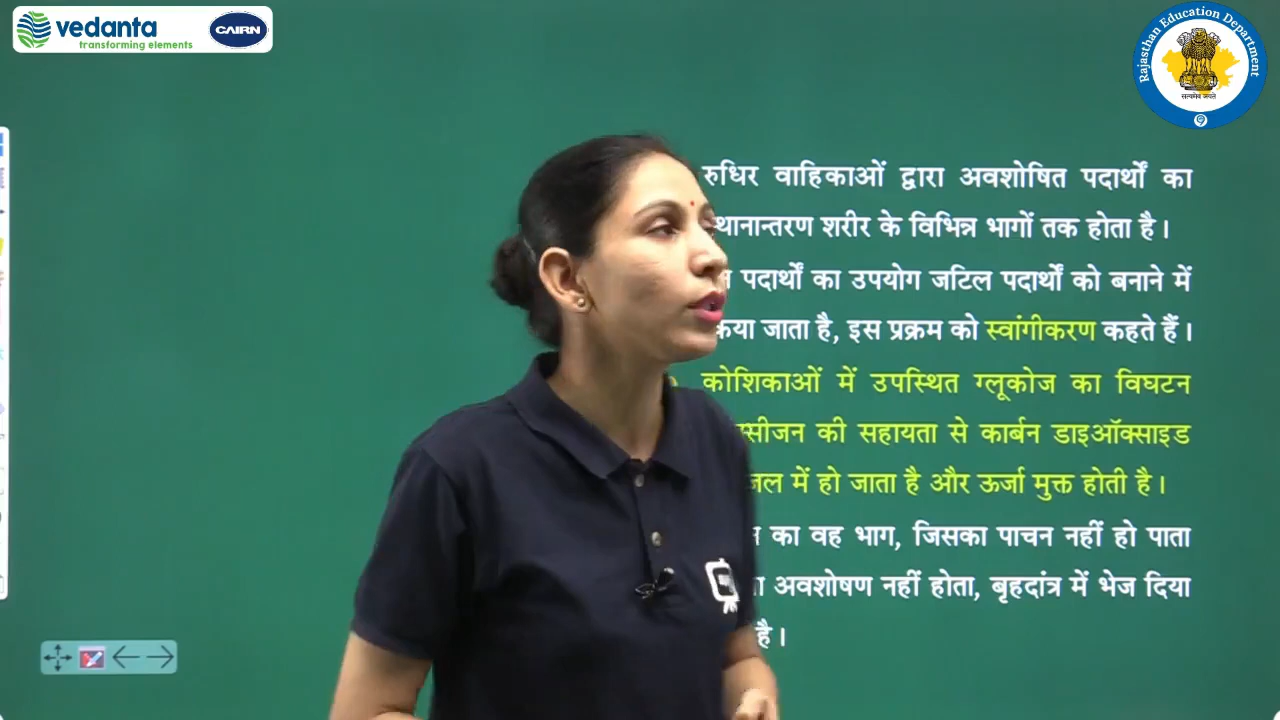 vedanta
transforming elements
CAIRN
Rajasthan Education Department
सत्यमेव जयते
रुधिर वाहिकाओं द्वारा अवशोषित पदार्थों का
थानान्तरण शरीर के विभिन्न भागों तक होता है।
पदार्थों का उपयोग जटिल पदार्थों को बनाने में
कया जाता है, इस प्रक्रम को स्वांगीकरण कहते हैं।
कोशिकाओं में उपस्थित ग्लूकोज का विघटन
सीजन की सहायता से कार्बन डाइऑक्साइड
जल में हो जाता है और ऊर्जा मुक्त होती है।
का वह भाग, जिसका पाचन नहीं हो पाता
अवशोषण नहीं होता, बृहदांत्र में भेज दिया
है।